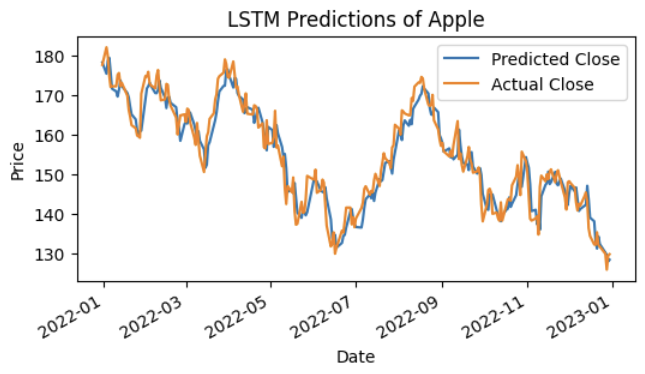 LSTM Predictions of Apple
Predicted Close
Actual Close
180
170
160
150
140
130
Price
2022-01
2022-03
2022-05
2022-07
2022-09
2022-11
2023-01
Date